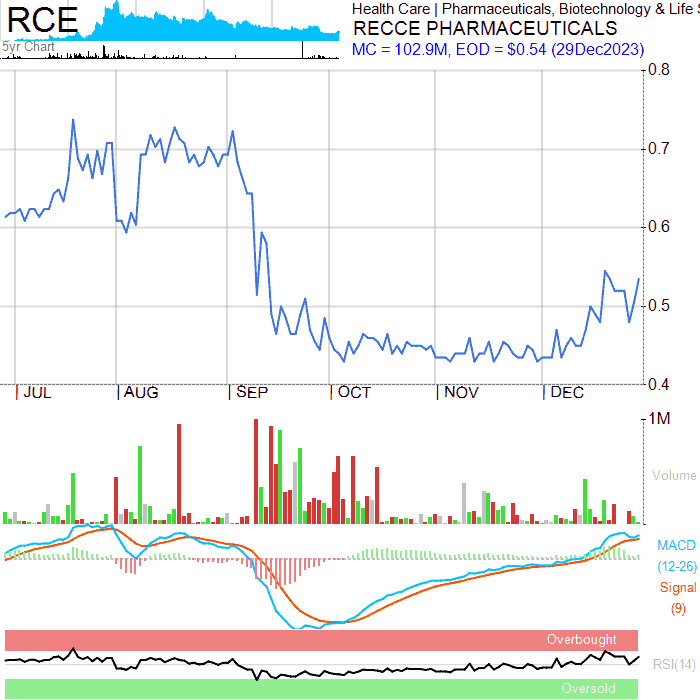 RCE
5yr Chart
Health Care | Pharmaceuticals, Biotechnology & Life
RECCE PHARMACEUTICALS
MC = 102.9M, EOD = $0.54 (29Dec2023)
0.8
0.7
0.6
0.5
0.4
JUL AUG SEP OCT NOV DEC
1M
Volume
MACD
(12-26)
Signal
(9)
Overbought
RSI(14)
Oversold